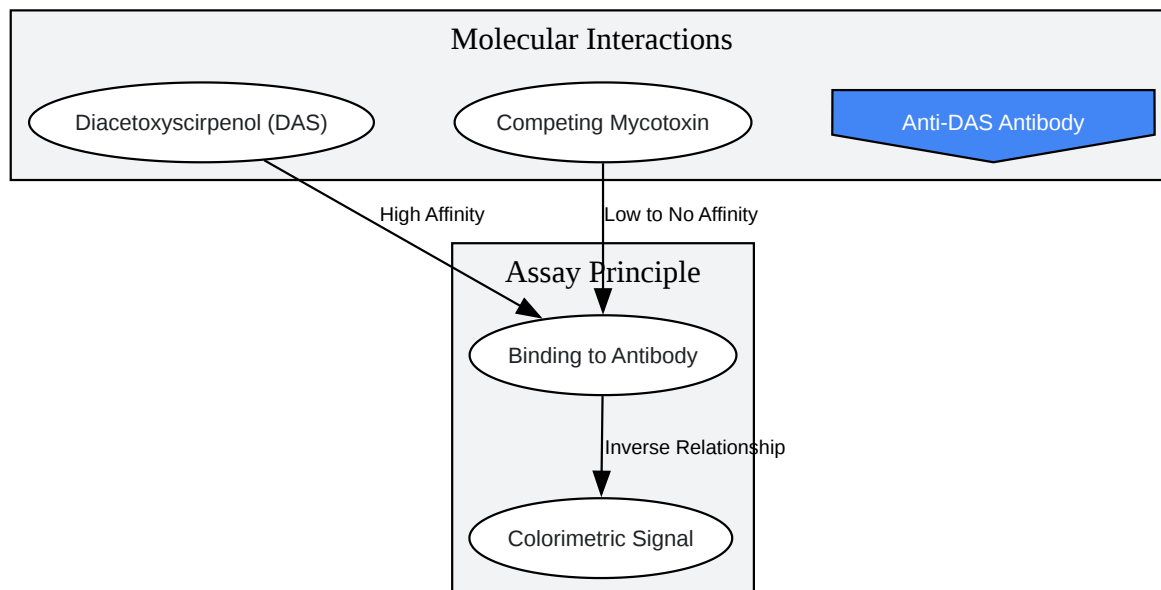 Molecular Interactions
Diacetoxyscirpenol (DAS)
Competing Mycotoxin
Anti-DAS Antibody
High Affinity
Low to No Affinity
Assay Principle
Binding to Antibody
Inverse Relationship
Colorimetric Signal